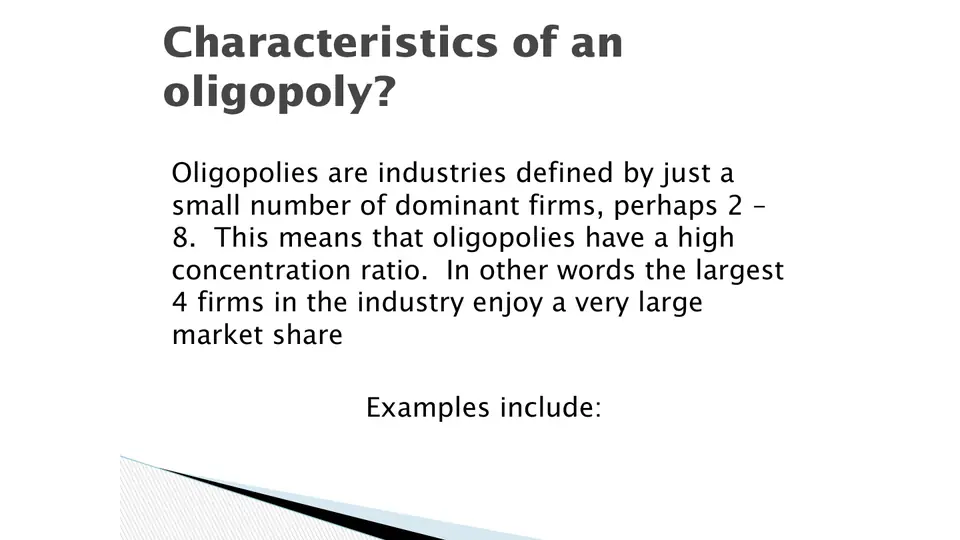 Characteristics of an
oligopoly?
Oligopolies are industries defined by just a
small number of dominant firms, perhaps 2 –
8.  This means that oligopolies have a high
concentration ratio.  In other words the largest
4 firms in the industry enjoy a very large
market share
Examples include: